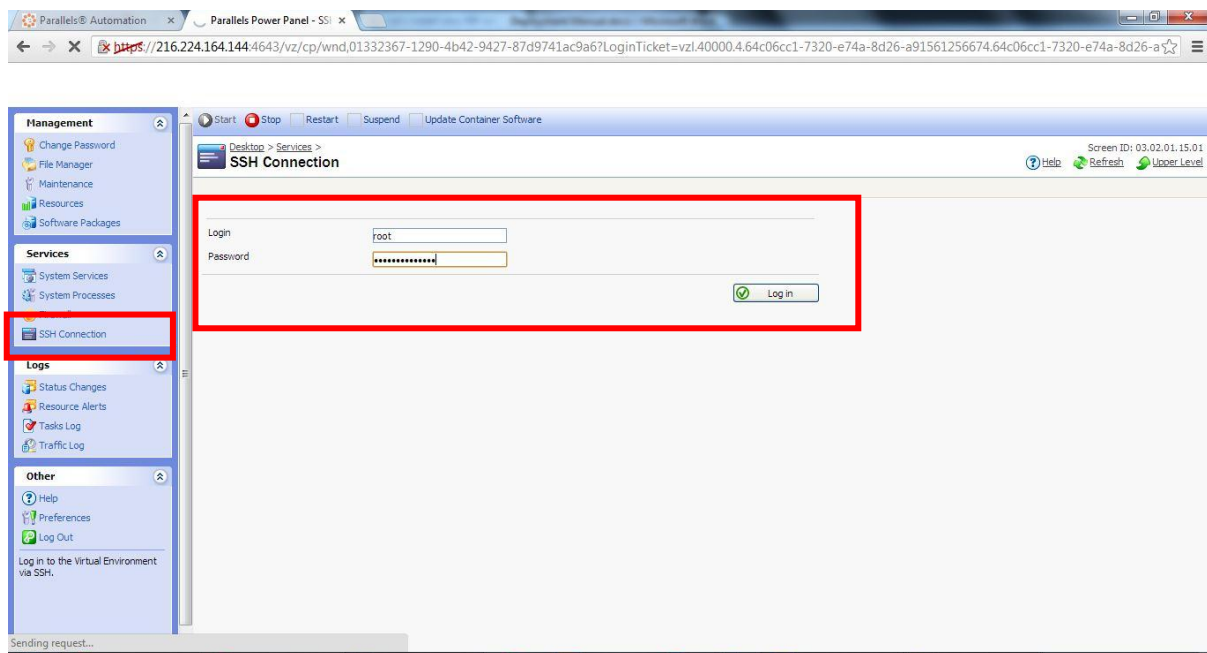 Parallels® Automation
Parallels Power Panel - SSI
https://216.224.164.144:4643/vz/cp/wnd,01332367-1290-4b42-9427-87d9741ac9a6?LoginTicket=vzl.40000.4.64c06cc1-7320-e74a-8d26-a91561256674.64c06cc1-7320-e74a-8d26-a
Management
Change Password
File Manager
Maintenance
Resources
Software Packages
Services
System Services
System Processes
SSH Connection
Logs
Status Changes
Resource Alerts
Tasks Log
Traffic Log
Other
Help
Preferences
Log Out
Log in to the Virtual Environment
via SSH.
Start Stop Restart Suspend Update Container Software
Desktop > Services >
SSH Connection
Screen ID: 03.02.01.15.01
Help Refresh Upper Level
Login root
Password ••••••••••••••
Log in
Sending request...